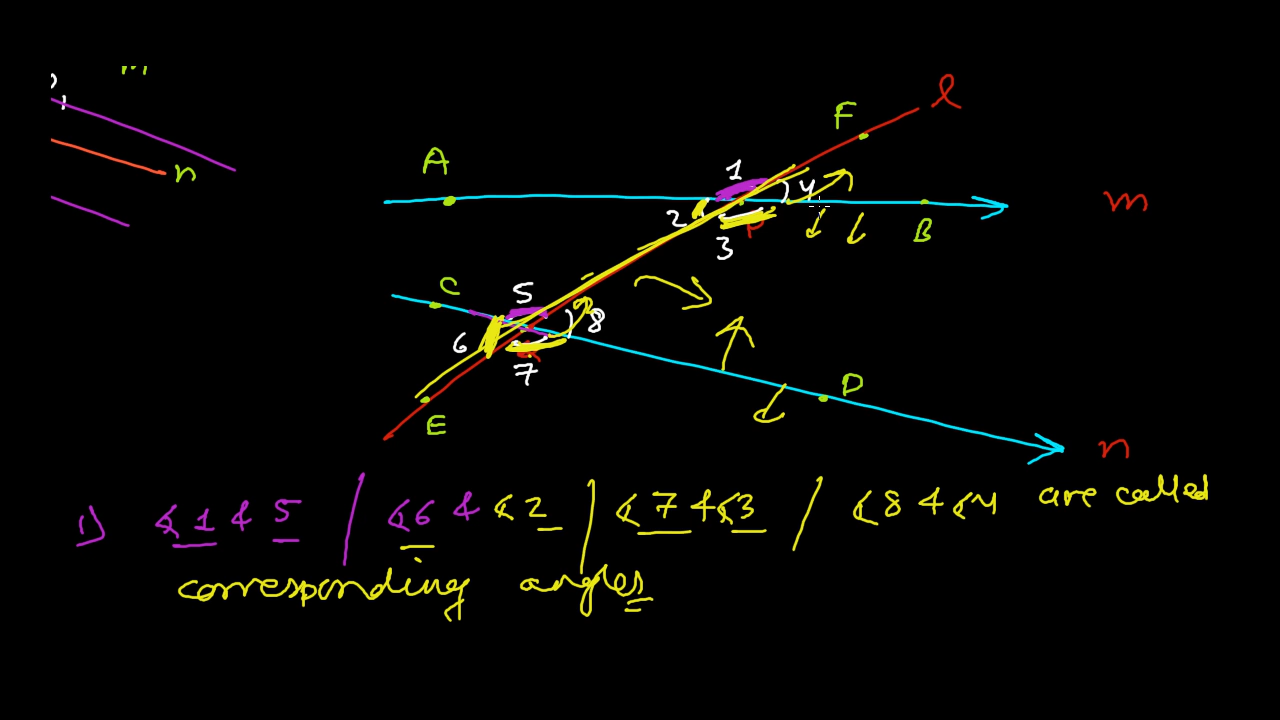 m
n
l
F
A
1
4
m
2
3
P
B
C
5
8
6
7
D
E
n
1) ∡1 & 5 / ∡6 & ∡2 / ∡7 & ∡3 / ∡8 & ∡4 are called
corresponding angles